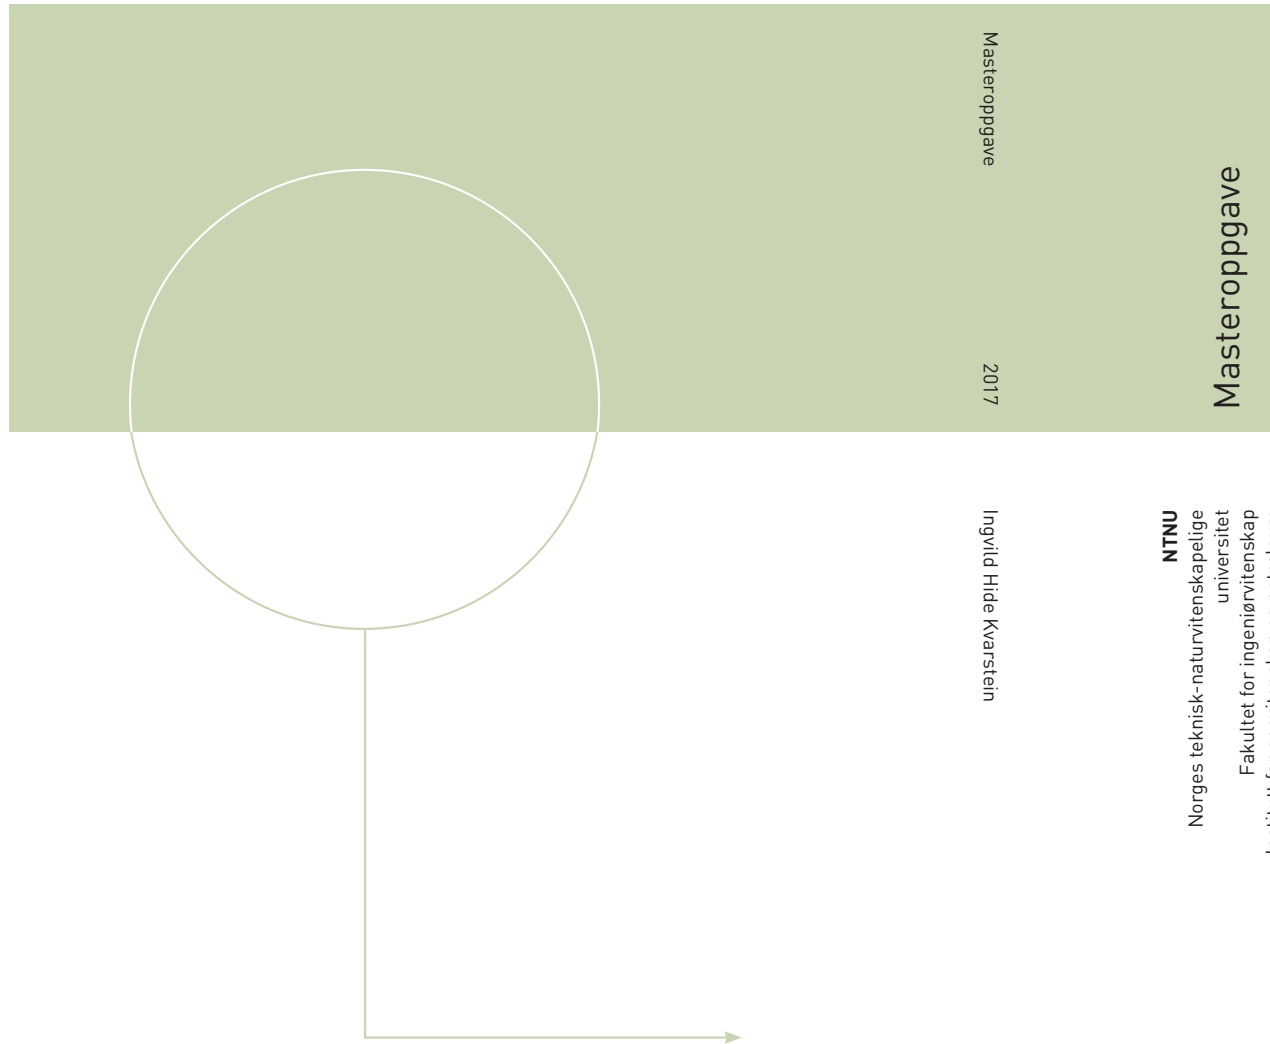 Masteroppgave
2017
Ingvild Hide Kvarstein
Masteroppgave
NTNU
Norges teknisk-naturvitenskapelige
universitet
Fakultet for ingeniørvitenskap